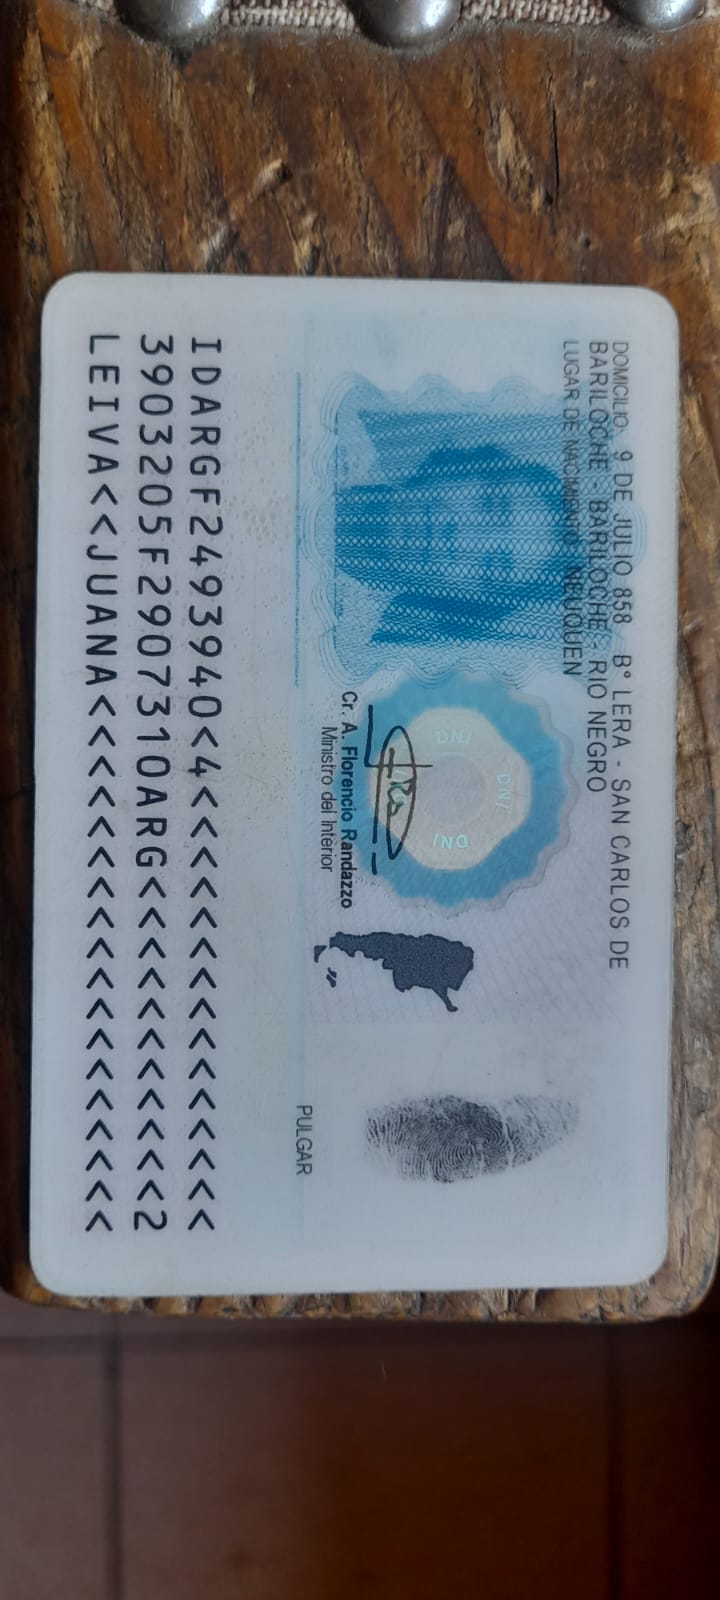 DOMICILIO: 9 DE JULIO 858 B° LERA - SAN CARLOS DE
BARILOCHE - BARILOCHE - RIO NEGRO
LUGAR DE NACIMIENTO: NEUQUEN
DNI
DNI
DNI
Cr. A. Florencio Randazzo
Ministro del Interior
PULGAR
IDARGF2493940<4<<<<<<<<<<<<<<<
3903205F2907310ARG<<<<<<<<<<<2
LEIVA<<JUANA<<<<<<<<<<<<<<<<<<